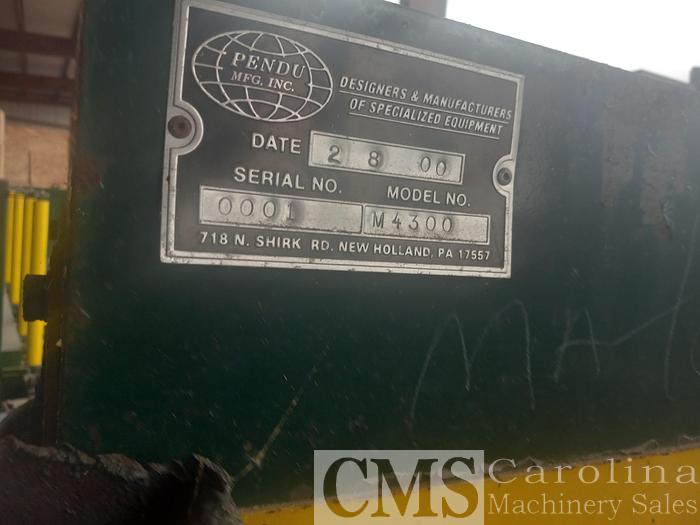 PENDU
MFG. INC.
DESIGNERS & MANUFACTURERS
OF SPECIALIZED EQUIPMENT
DATE 2 8 00
SERIAL NO. MODEL NO.
0001 M4300
718 N. SHIRK RD. NEW HOLLAND, PA 17557
MA
CMS Carolina
Machinery Sales